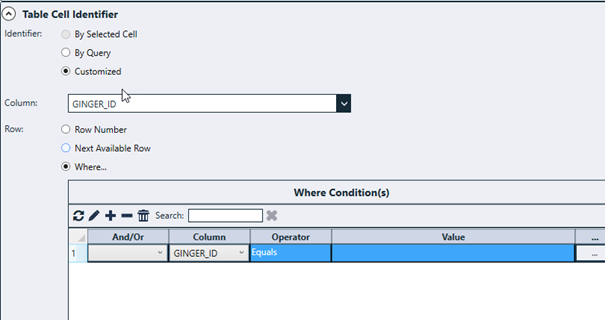 Table Cell Identifier
Identifier: By Selected Cell
By Query
Customized
Column: GINGER_ID
Row: Row Number
Next Available Row
Where...
Where Condition(s)
Search:
And/Or Column Operator Value ...
1 GINGER_ID Equals ...